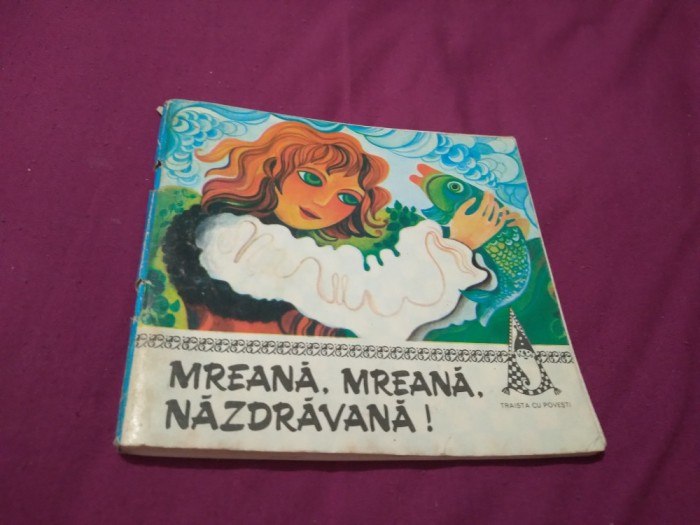 MREANĂ, MREANĂ,
NĂZDRĂVANĂ!
TRAISTA CU POVEȘTI